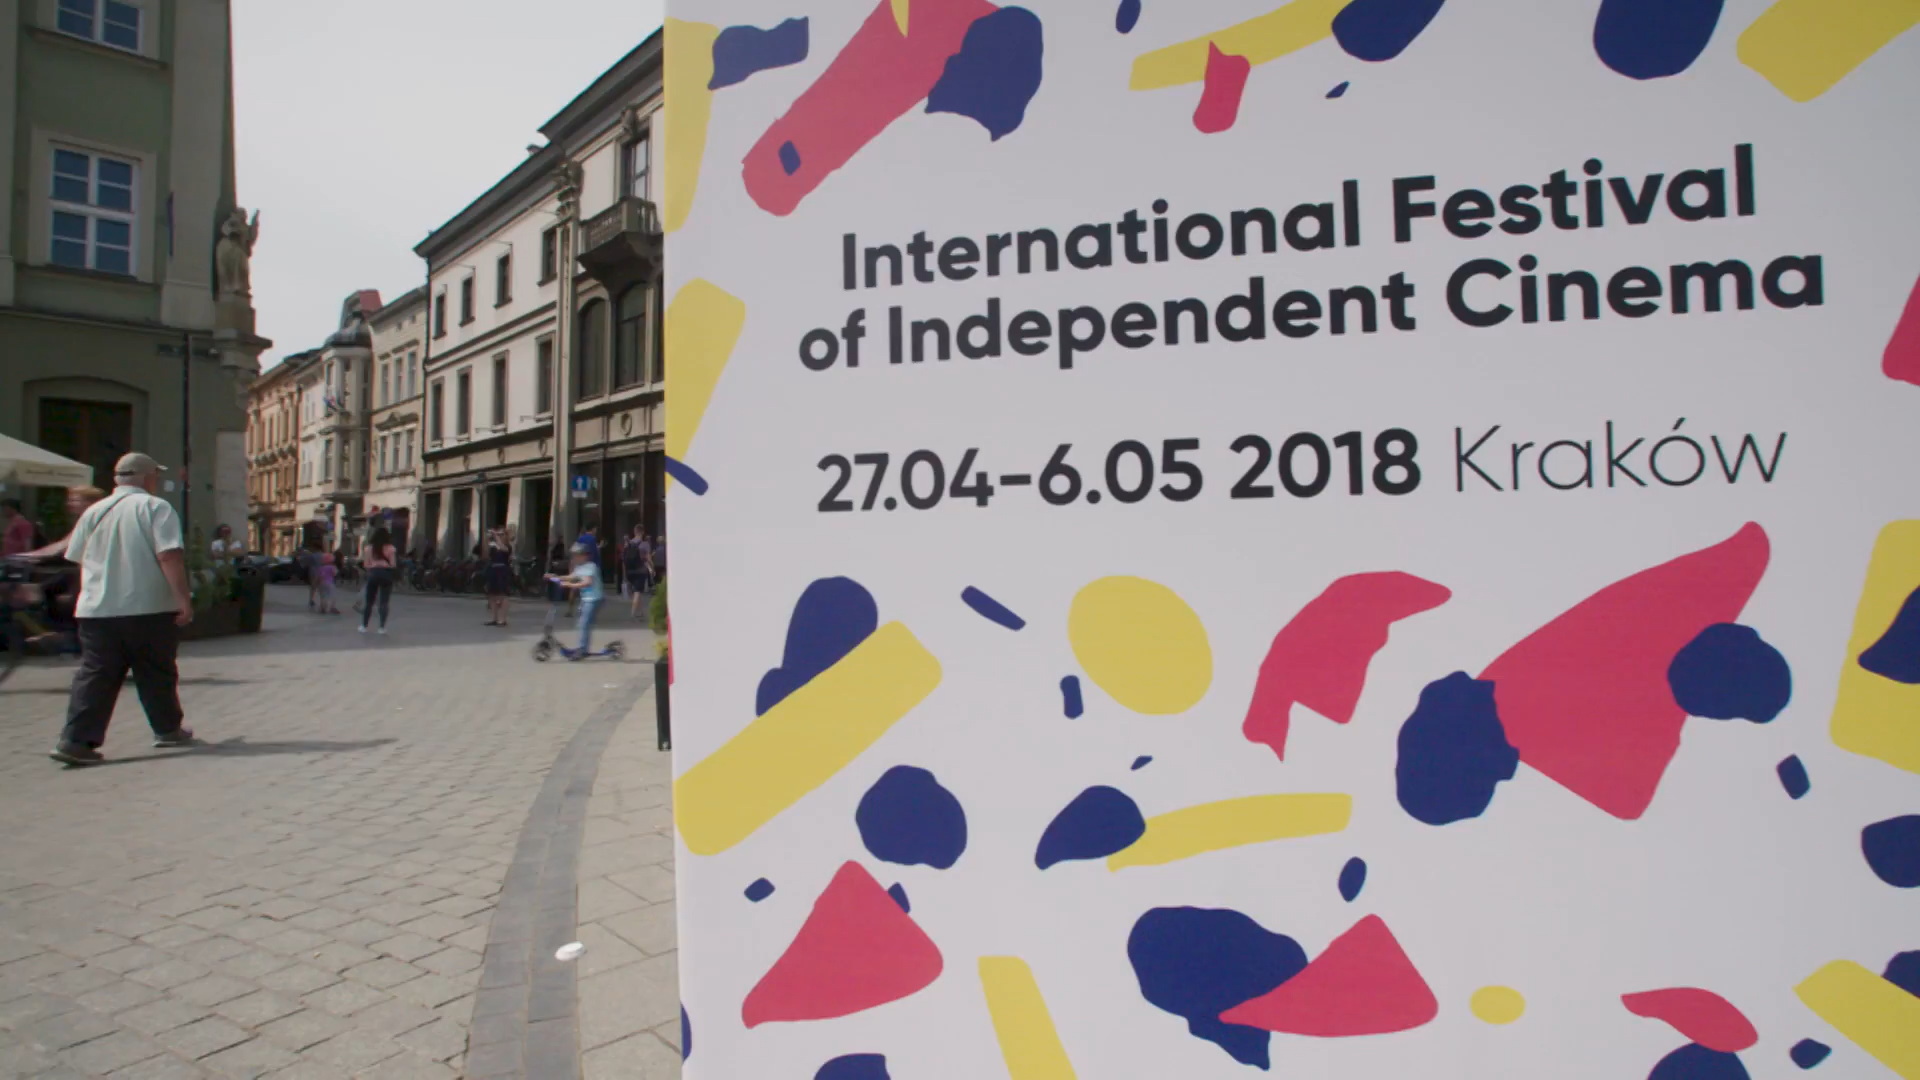 International Festival
of Independent Cinema
27.04-6.05 2018 Kraków